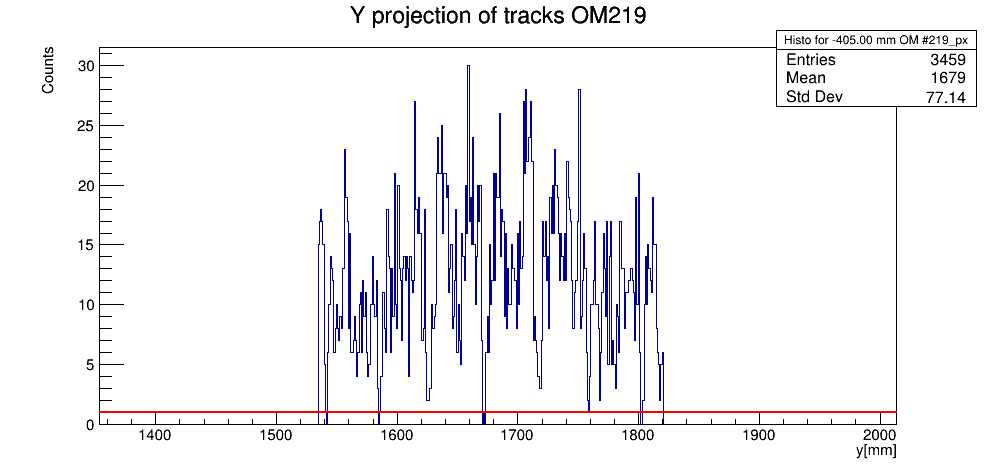 Y projection of tracks OM219
Histo for -405.00 mm OM #219_px
Entries 3459
Mean 1679
Std Dev 77.14
Counts
30
25
20
15
10
5
0
1400 1500 1600 1700 1800 1900 2000
y[mm]